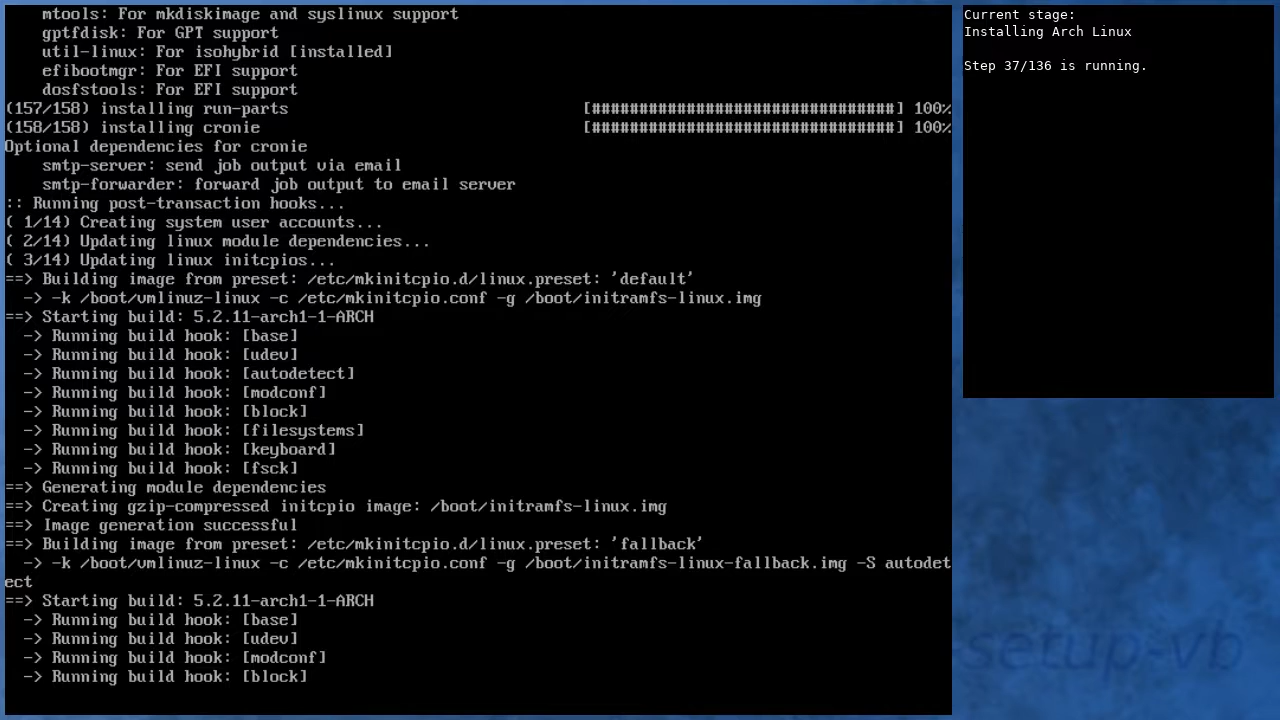 mtools: For mkdiskimage and syslinux support
gptfdisk: For GPT support
util-linux: For isohybrid [installed]
efibootmgr: For EFI support
dosfstools: For EFI support
(157/158) installing run-parts [################################] 100%
(158/158) installing cronie [################################] 100%
Optional dependencies for cronie
smtp-server: send job output via email
smtp-forwarder: forward job output to email server
:: Running post-transaction hooks...
( 1/14) Creating system user accounts...
( 2/14) Updating linux module dependencies...
( 3/14) Updating linux initcpios...
==> Building image from preset: /etc/mkinitcpio.d/linux.preset: 'default'
-> -k /boot/vmlinuz-linux -c /etc/mkinitcpio.conf -g /boot/initramfs-linux.img
==> Starting build: 5.2.11-arch1-1-ARCH
-> Running build hook: [base]
-> Running build hook: [udev]
-> Running build hook: [autodetect]
-> Running build hook: [modconf]
-> Running build hook: [block]
-> Running build hook: [filesystems]
-> Running build hook: [keyboard]
-> Running build hook: [fsck]
==> Generating module dependencies
==> Creating gzip-compressed initcpio image: /boot/initramfs-linux.img
==> Image generation successful
==> Building image from preset: /etc/mkinitcpio.d/linux.preset: 'fallback'
-> -k /boot/vmlinuz-linux -c /etc/mkinitcpio.conf -g /boot/initramfs-linux-fallback.img -S autodet
ect
==> Starting build: 5.2.11-arch1-1-ARCH
-> Running build hook: [base]
-> Running build hook: [udev]
-> Running build hook: [modconf]
-> Running build hook: [block]
Current stage:
Installing Arch Linux
Step 37/136 is running.
-setup-vb